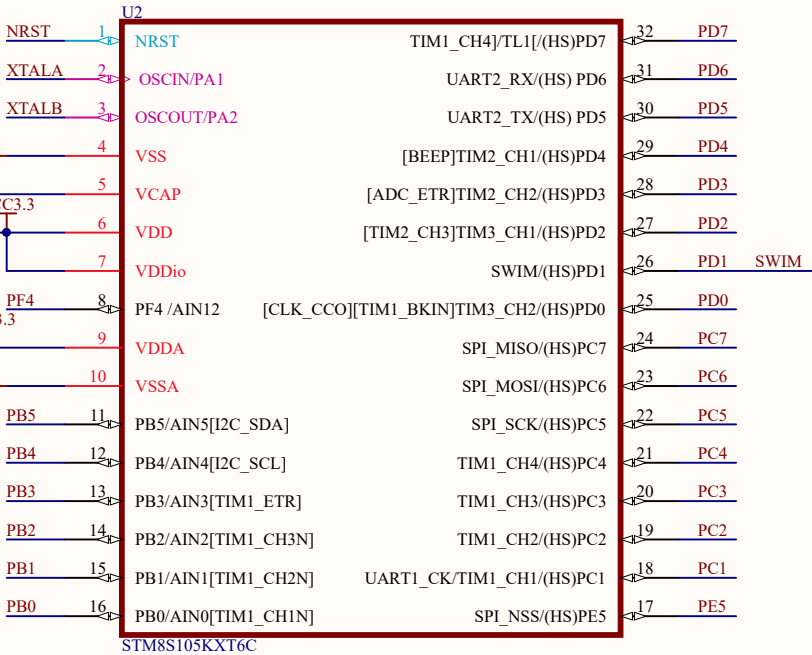 U2
NRST 1 NRST TIM1_CH4]/TL1[/(HS)PD7 32 PD7
XTALA 2 OSCIN/PA1 UART2_RX/(HS) PD6 31 PD6
XTALB 3 OSCOUT/PA2 UART2_TX/(HS) PD5 30 PD5
4 VSS [BEEP]TIM2_CH1/(HS)PD4 29 PD4
5 VCAP [ADC_ETR]TIM2_CH2/(HS)PD3 28 PD3
CC3.3
6 VDD [TIM2_CH3]TIM3_CH1/(HS)PD2 27 PD2
7 VDDio SWIM/(HS)PD1 26 PD1 SWIM
PF4 8 PF4 /AIN12 [CLK_CCO][TIM1_BKIN]TIM3_CH2/(HS)PD0 25 PD0
3.3
9 VDDA SPI_MISO/(HS)PC7 24 PC7
10 VSSA SPI_MOSI/(HS)PC6 23 PC6
PB5 11 PB5/AIN5[I2C_SDA] SPI_SCK/(HS)PC5 22 PC5
PB4 12 PB4/AIN4[I2C_SCL] TIM1_CH4/(HS)PC4 21 PC4
PB3 13 PB3/AIN3[TIM1_ETR] TIM1_CH3/(HS)PC3 20 PC3
PB2 14 PB2/AIN2[TIM1_CH3N] TIM1_CH2/(HS)PC2 19 PC2
PB1 15 PB1/AIN1[TIM1_CH2N] UART1_CK/TIM1_CH1/(HS)PC1 18 PC1
PB0 16 PB0/AIN0[TIM1_CH1N] SPI_NSS/(HS)PE5 17 PE5
STM8S105KXT6C